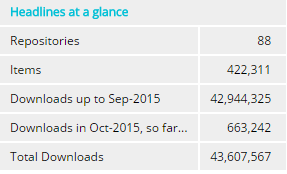 Headlines at a glance
Repositories 88
Items 422,311
Downloads up to Sep-2015 42,944,325
Downloads in Oct-2015, so far... 663,242
Total Downloads 43,607,567